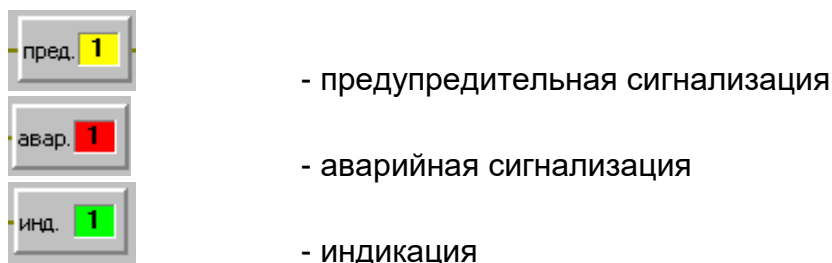 пред. 1
- предупредительная сигнализация
авар. 1
- аварийная сигнализация
инд. 1
- индикация